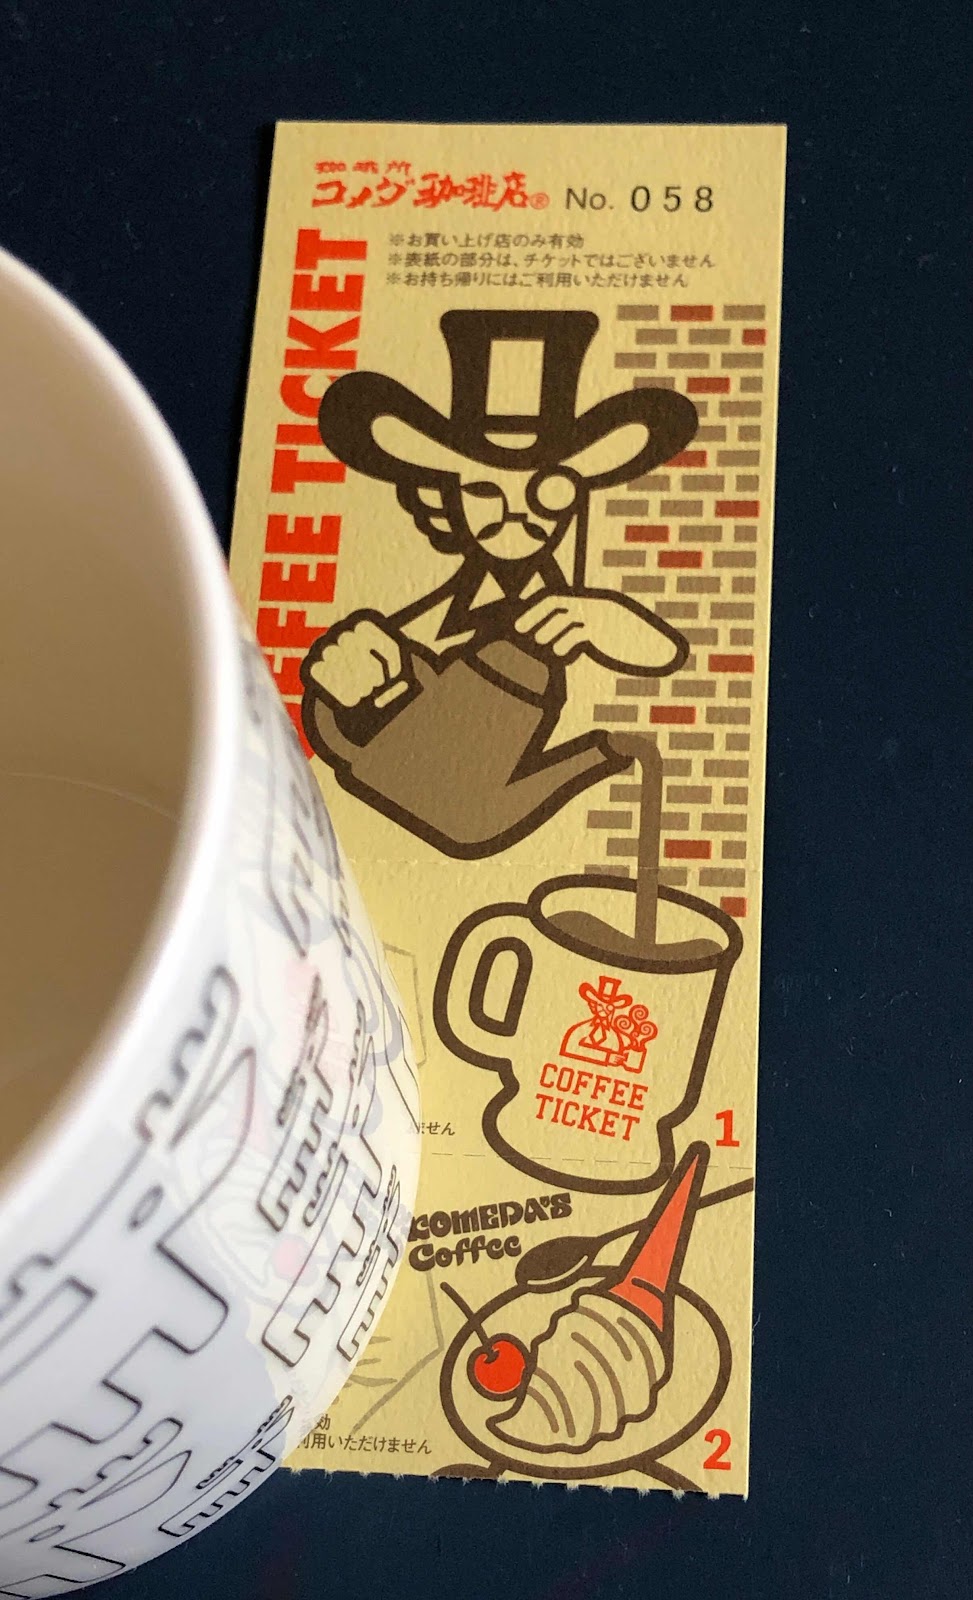 珈琲所
コメダ珈琲店® No. 058
※お買い上げ店のみ有効
※表紙の部分は、チケットではございません
※お持ち帰りにはご利用いただけません
TICKET
COFFEE
TICKET
1
ません
KOMEDA'S
Coffee
効
利用いただけません
2